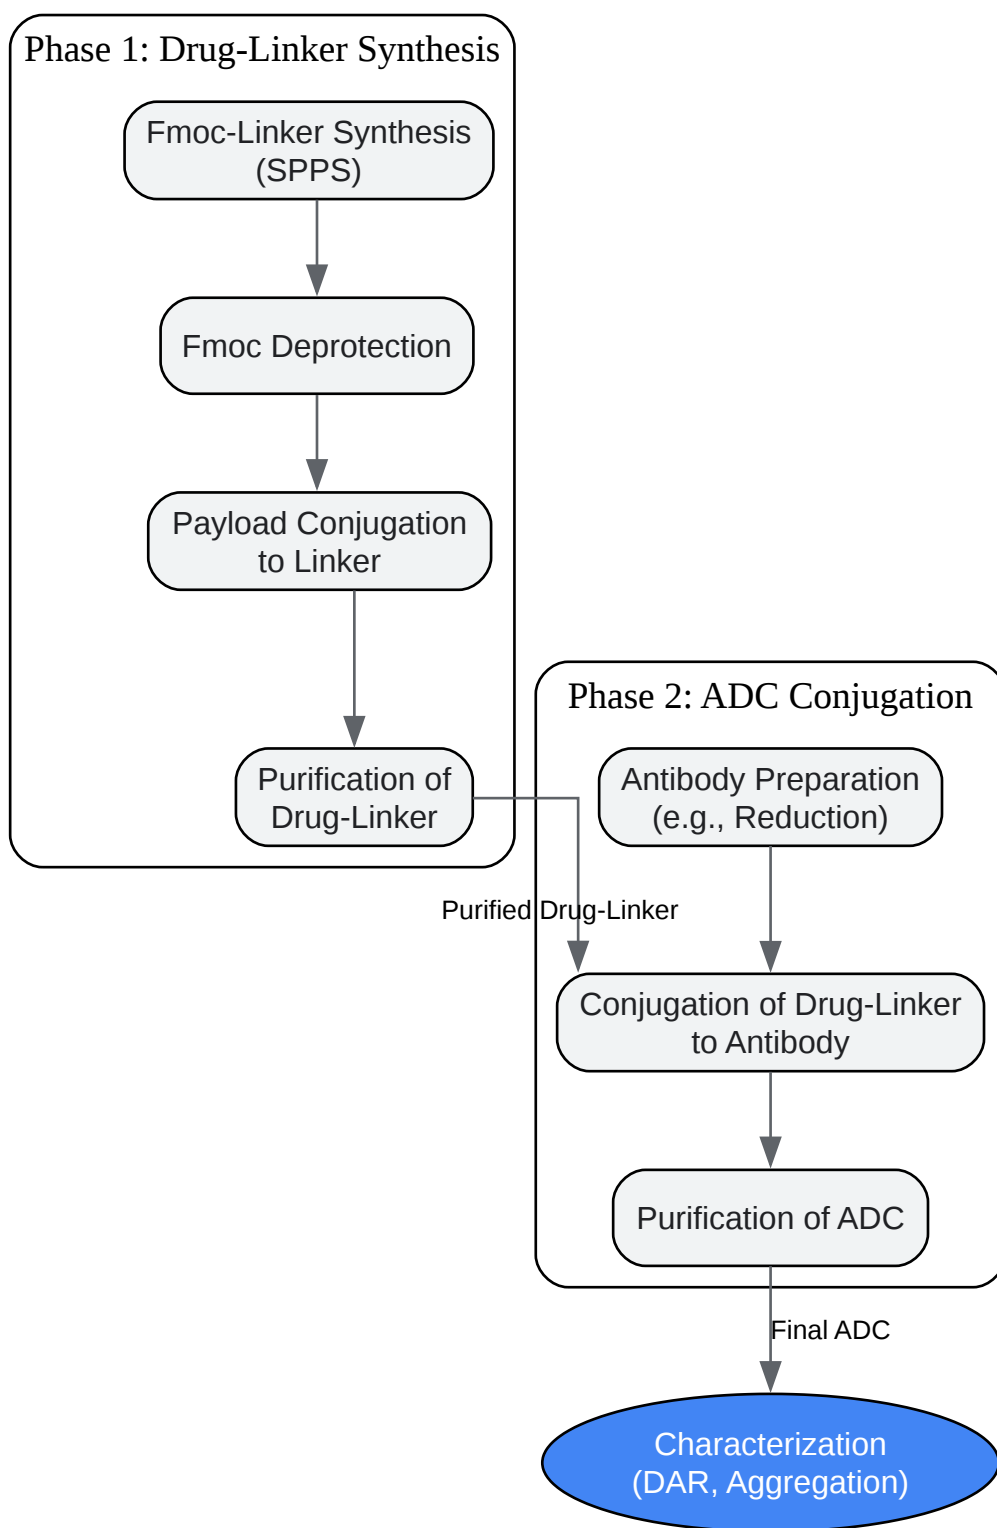 Phase 1: Drug-Linker Synthesis
Fmoc-Linker Synthesis
(SPPS)
Fmoc Deprotection
Payload Conjugation
to Linker
Purification of
Drug-Linker
Purified Drug-Linker
Phase 2: ADC Conjugation
Antibody Preparation
(e.g., Reduction)
Conjugation of Drug-Linker
to Antibody
Purification of ADC
Final ADC
Characterization
(DAR, Aggregation)